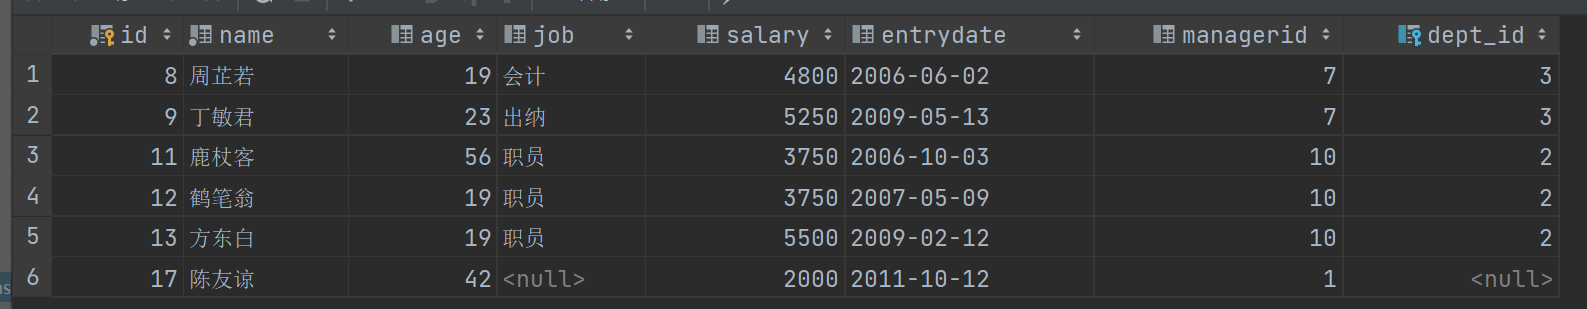 id name age job salary entrydate managerid dept_id
1 8 周芷若 19 会计 4800 2006-06-02 7 3
2 9 丁敏君 23 出纳 5250 2009-05-13 7 3
3 11 鹿杖客 56 职员 3750 2006-10-03 10 2
4 12 鹤笔翁 19 职员 3750 2007-05-09 10 2
5 13 方东白 19 职员 5500 2009-02-12 10 2
6 17 陈友谅 42 <null> 2000 2011-10-12 1 <null>